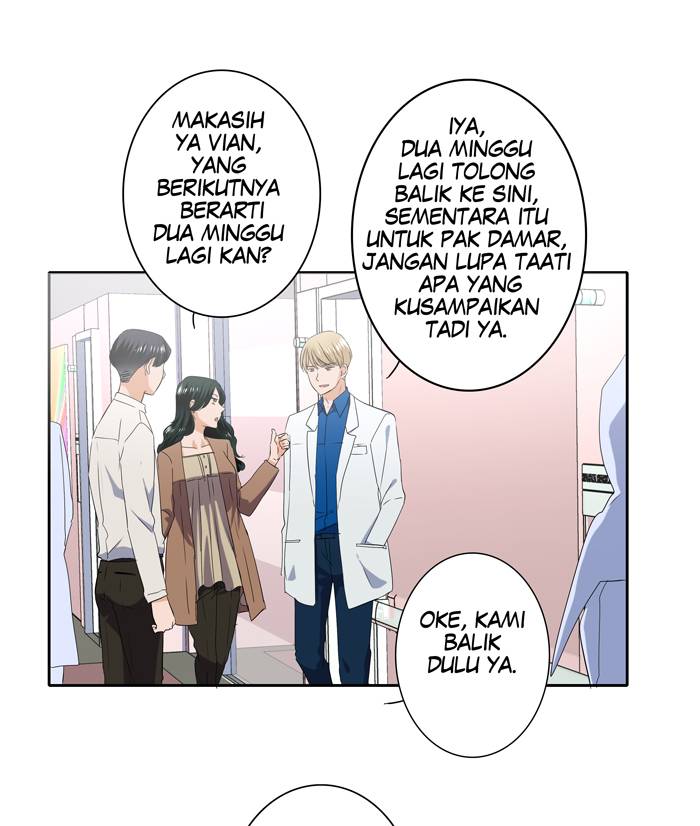 MAKASIH
YA VIAN,
YANG
BERIKUTNYA
BERARTI
DUA MINGGU
LAGI KAN?
IYA,
DUA MINGGU
LAGI TOLONG
BALIK KE SINI,
SEMENTARA ITU
UNTUK PAK DAMAR,
JANGAN LUPA TAATI
APA YANG
KUSAMPAIKAN
TADI YA.
OKE, KAMI
BALIK
DULU YA.